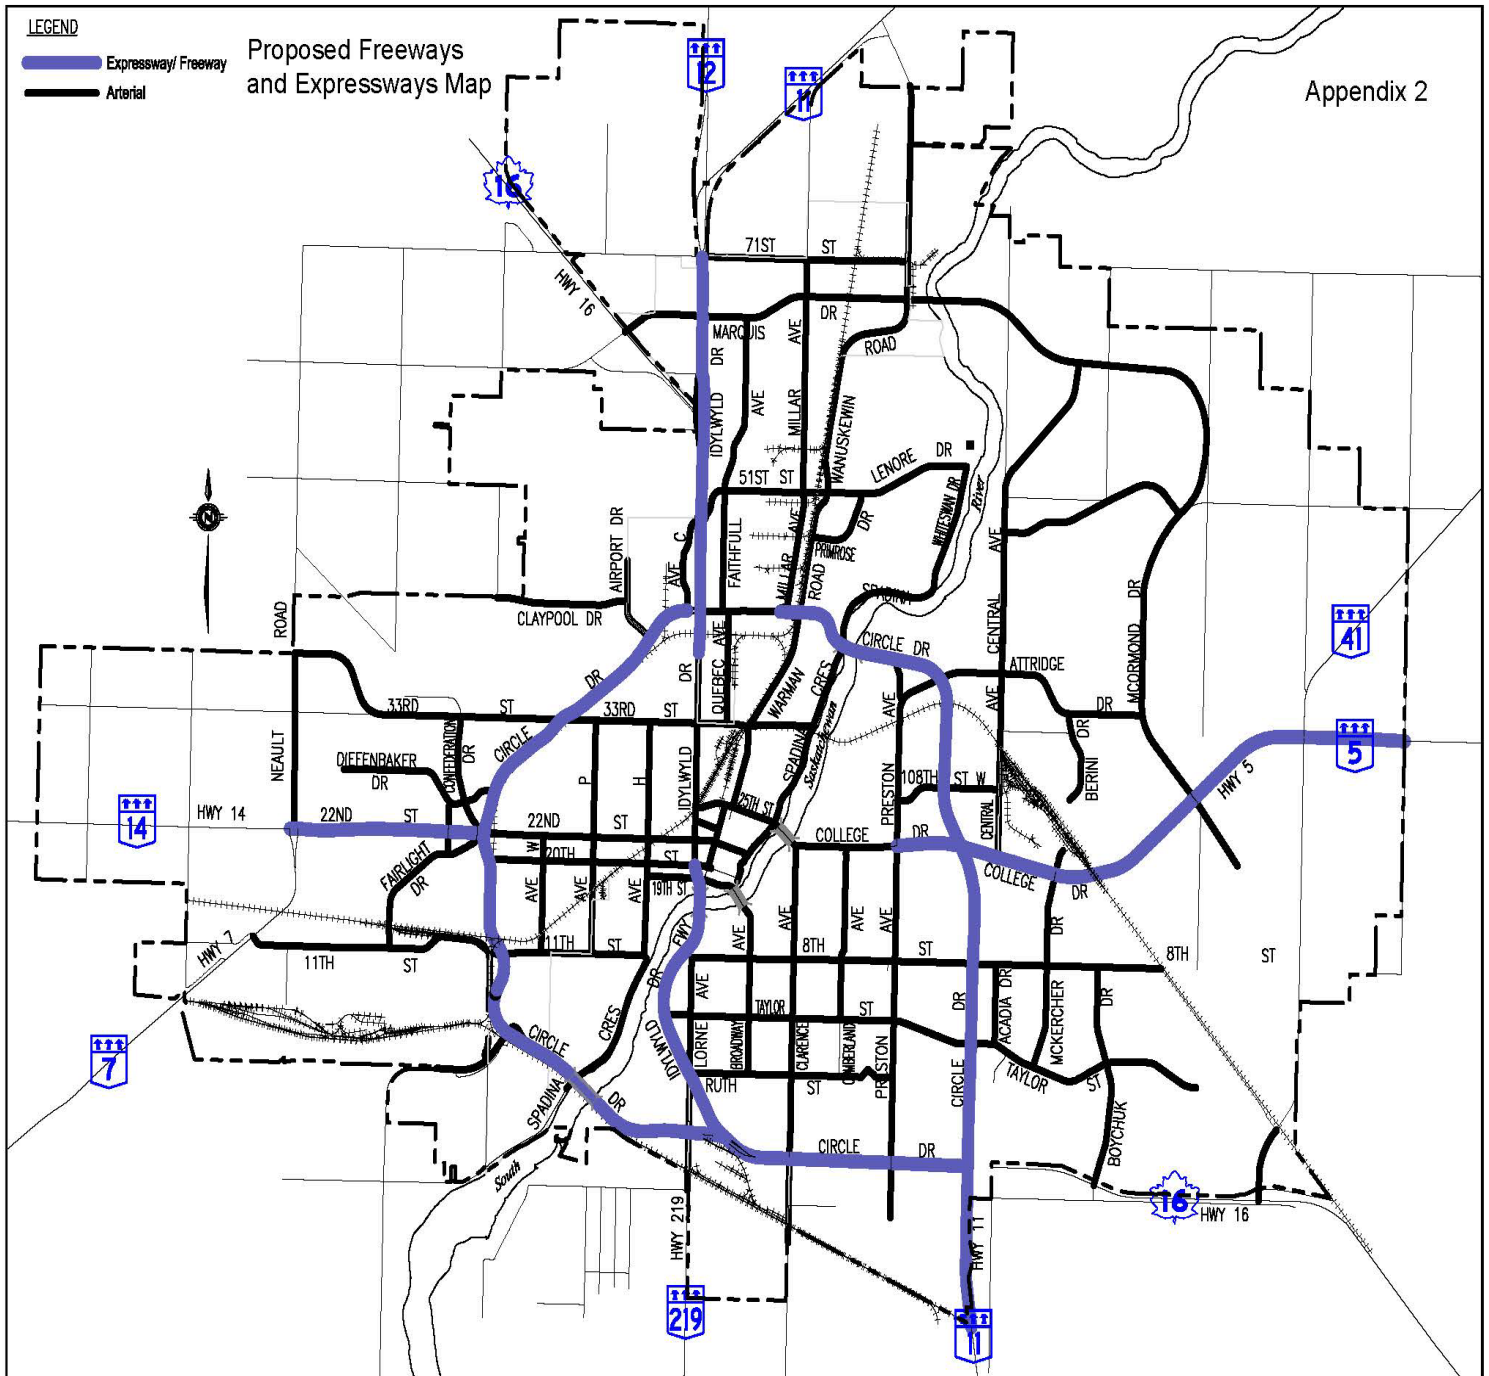 LEGEND
Expressway/ Freeway
Arterial
Proposed Freeways
and Expressways Map
Appendix 2
12
11
16
71ST ST
HWY 16
MARQUIS DR
IDYLWYLD DR
AVE
MILLAR AVE
WANUSKEWIN ROAD
LENORE DR
51ST ST
WHITESWAN DR
River
PRIMROSE DR
AIRPORT DR
AVE C
FAITHFULL
MILLAR AVE
ROAD
SPADINA
CLAYPOOL DR
NEAULT ROAD
CENTRAL AVE
MCORMOND DR
41
CIRCLE DR
ATTRIDGE DR
QUEBEC AVE
WARMAN
SPADINA CRES
Saskatchewan
33RD ST
33RD ST
CIRCLE DR
CONFEDERATION DR
DIEFENBAKER DR
IDYLWYLD DR
P AVE
H AVE
W AVE
PRESTON AVE
108TH ST W
CENTRAL AVE
BERINI DR
HWY 5
5
14
HWY 14
22ND ST
22ND ST
25TH ST
COLLEGE DR
20TH ST
19TH ST
FAIRLIGHT DR
COLLEGE DR
11TH ST
11TH ST
HWY 7
7
FWY
IDYLWYLD DR
8TH ST
8TH ST
LORNE AVE
BROADWAY AVE
CLARENCE AVE
CUMBERLAND AVE
PRESTON AVE
TAYLOR ST
ACADIA DR
MCKERCHER DR
TAYLOR ST
BOYCHUK DR
RUTH ST
SPADINA CRES
CIRCLE DR
CIRCLE DR
CIRCLE DR
South
HWY 219
219
HWY 11
11
16
HWY 16